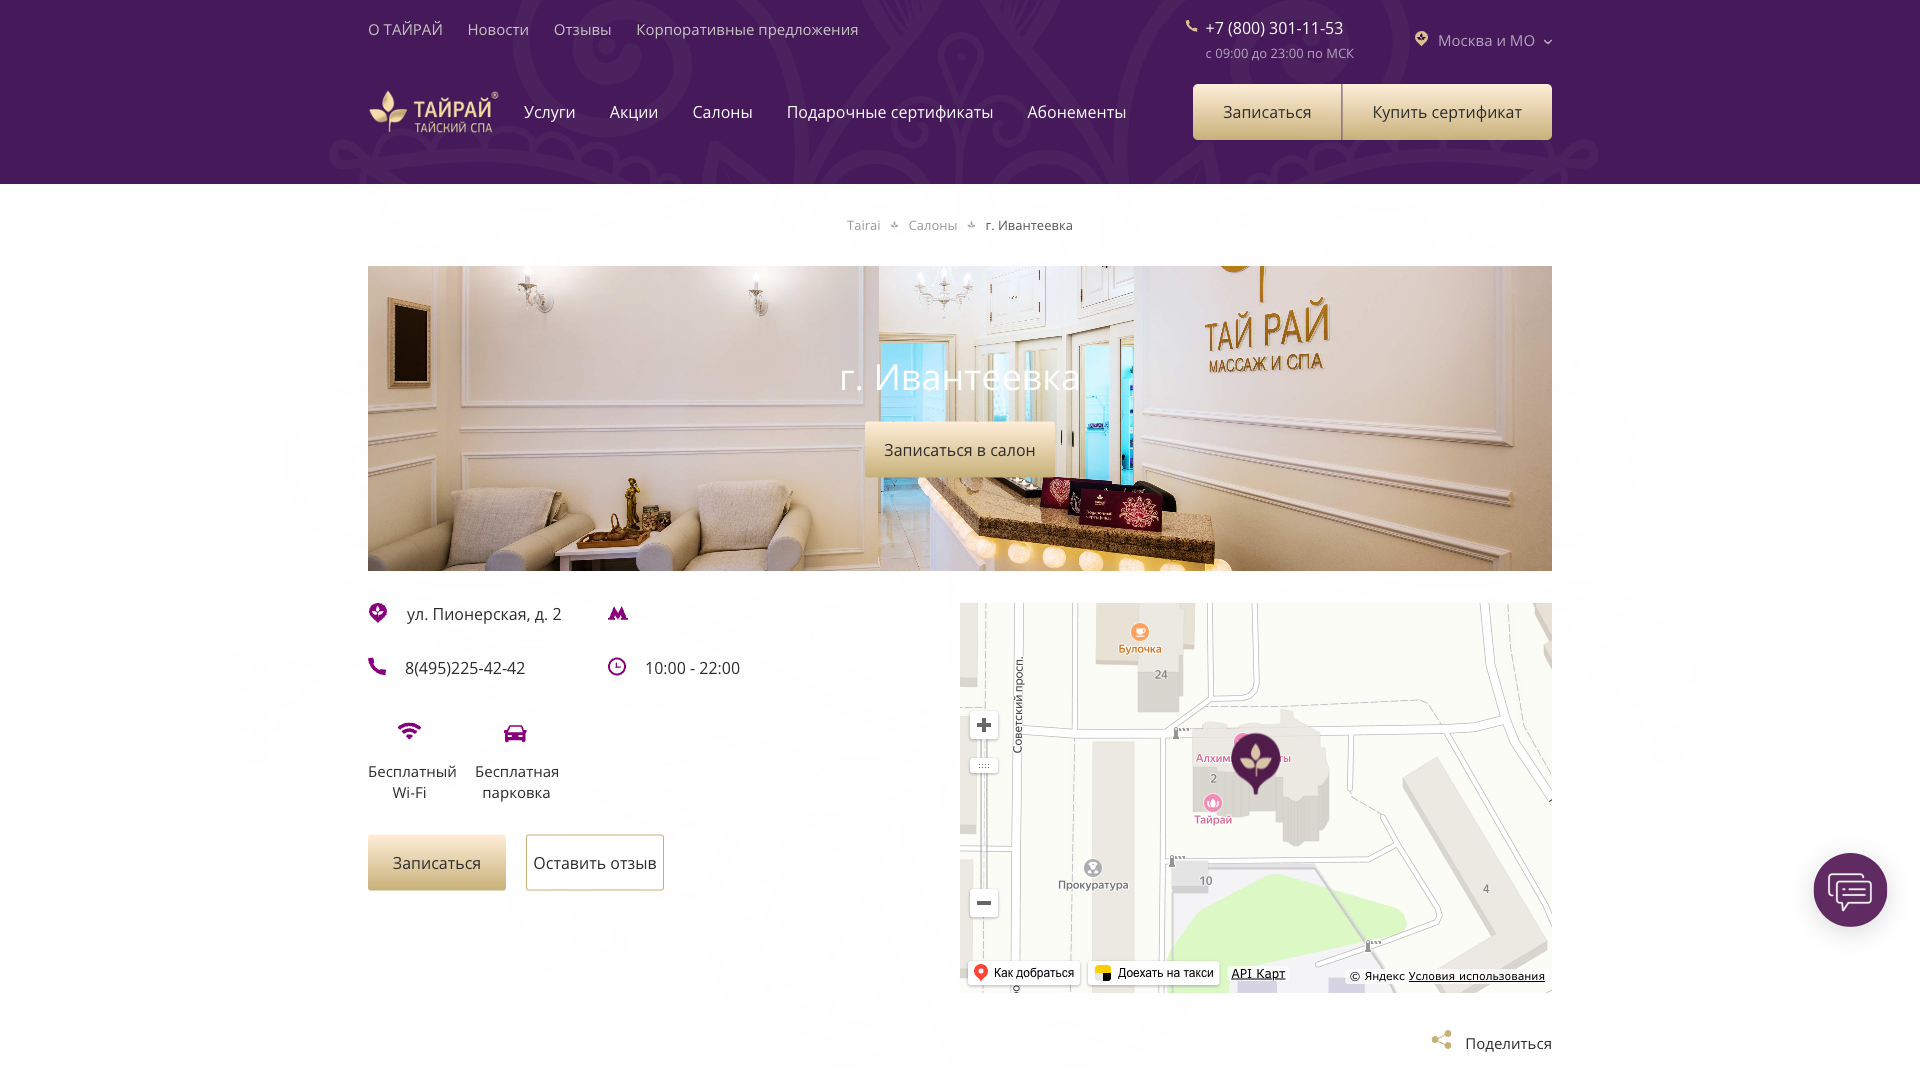 О ТАЙРАЙ Новости Отзывы Корпоративные предложения
+7 (800) 301-11-53
с 09:00 до 23:00 по МСК
Москва и МО
ТАЙРАЙ®
ТАЙСКИЙ СПА
Услуги Акции Салоны Подарочные сертификаты Абонементы
Записаться Купить сертификат
Tairai Салоны г. Ивантеевка
ТАЙ РАЙ
МАССАЖ И СПА
г. Ивантеевка
Записаться в салон
ул. Пионерская, д. 2
8(495)225-42-42
10:00 - 22:00
Бесплатный
Wi-Fi
Бесплатная
парковка
Записаться
Оставить отзыв
Булочка
24
Советский просп.
2
Тайрай
Прокуратура
10
4
Как добраться
Доехать на такси
API Карт
© Яндекс Условия использования
Поделиться